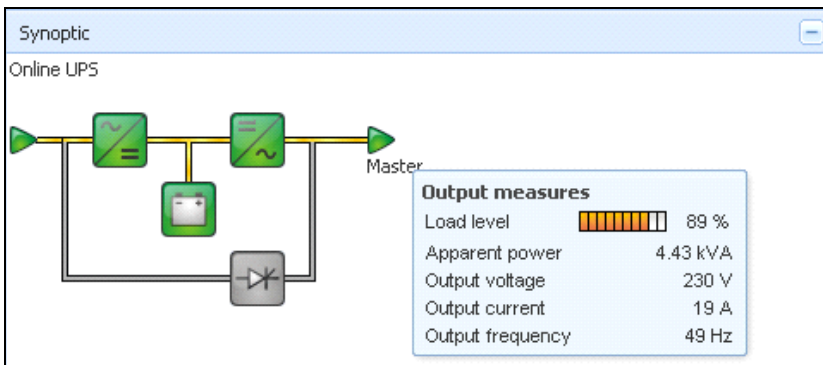 Synoptic
Online UPS
Master
Output measures
Load level 89 %
Apparent power 4.43 kVA
Output voltage 230 V
Output current 19 A
Output frequency 49 Hz